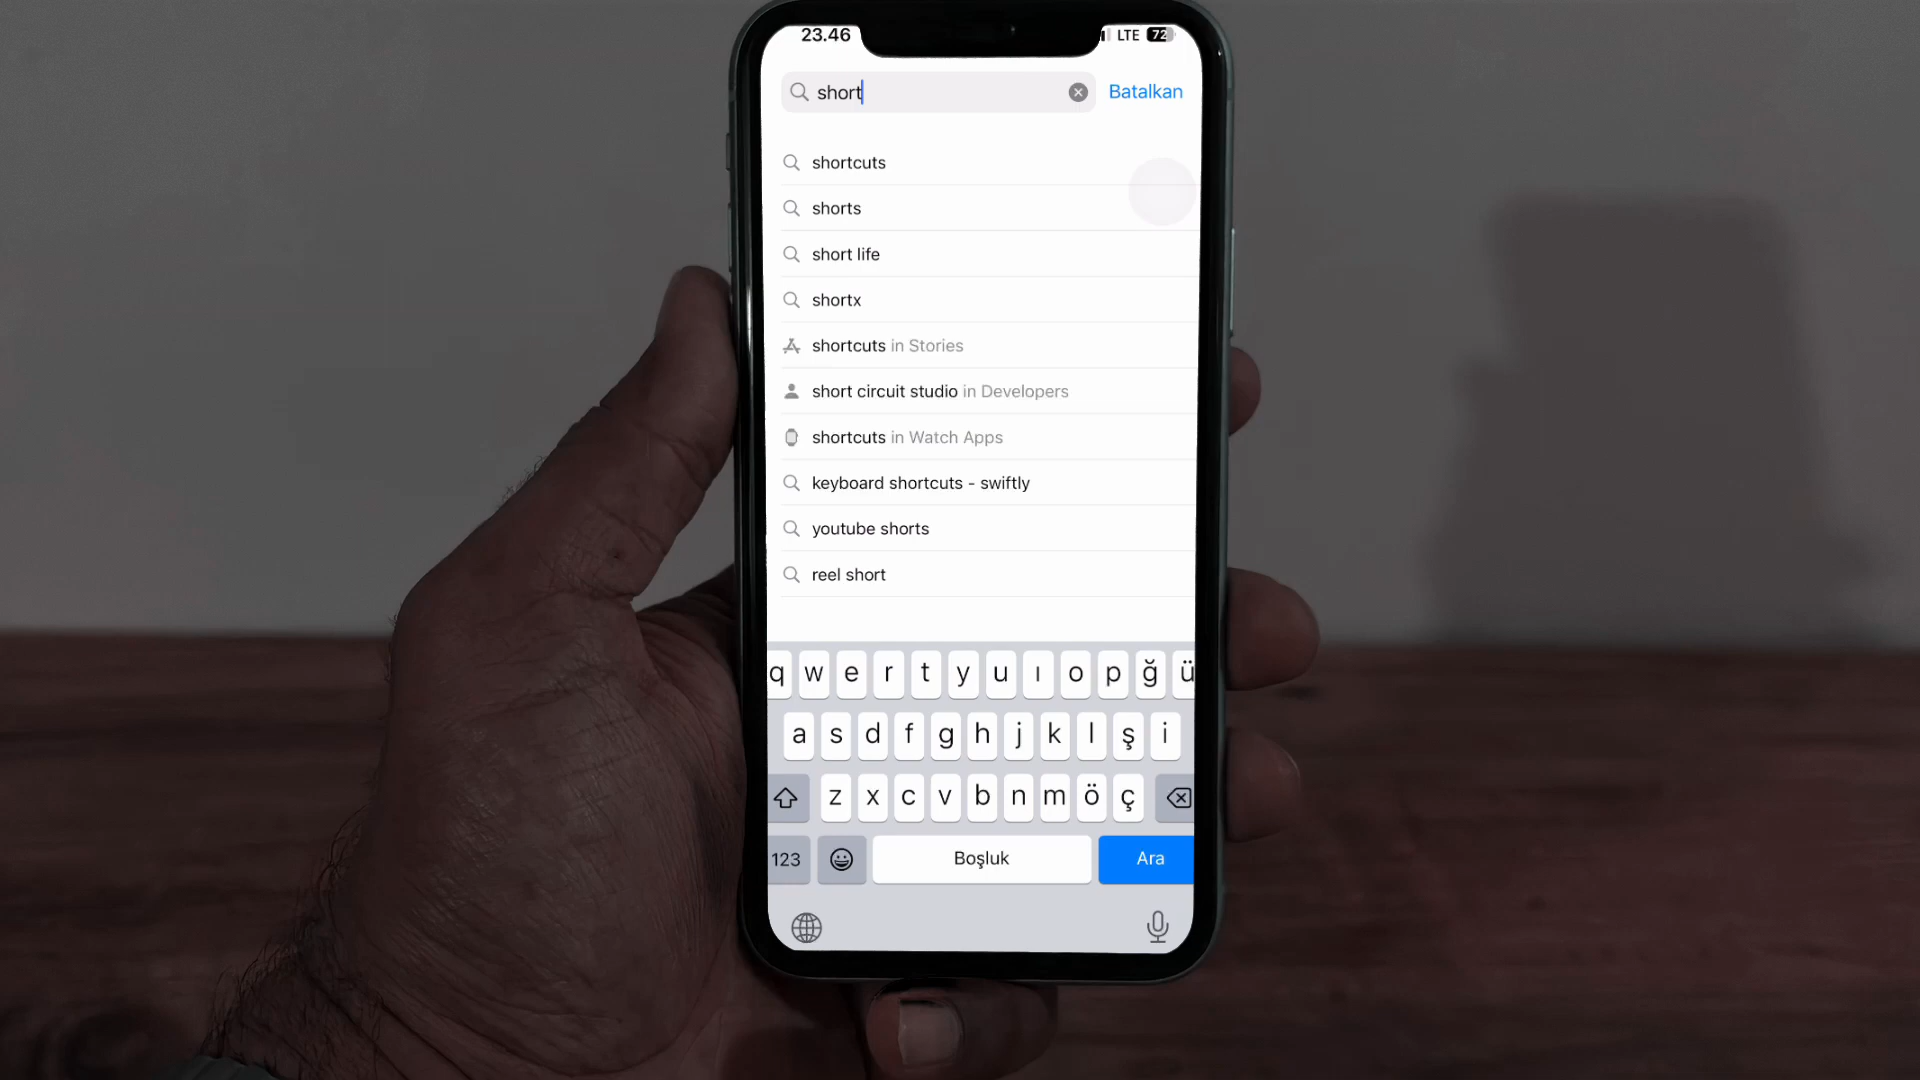 23.46 LTE 72
short Batalkan
shortcuts
shorts
short life
shortx
shortcuts in Stories
short circuit studio in Developers
shortcuts in Watch Apps
keyboard shortcuts - swiftly
youtube shorts
reel short
q w e r t y u ı o p ğ ü
a s d f g h j k l ş i
z x c v b n m ö ç
123 Boşluk Ara